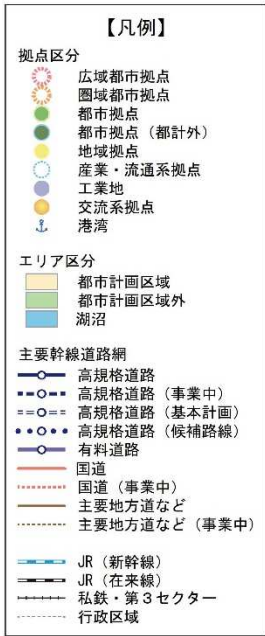 【凡例】
拠点区分
広域都市拠点
圏域都市拠点
都市拠点
都市拠点（都計外）
地域拠点
産業・流通系拠点
工業地
交流系拠点
港湾
エリア区分
都市計画区域
都市計画区域外
湖沼
主要幹線道路網
高規格道路
高規格道路（事業中）
高規格道路（基本計画）
高規格道路（候補路線）
有料道路
国道
国道（事業中）
主要地方道など
主要地方道など（事業中）
JR（新幹線）
JR（在来線）
私鉄・第３セクター
行政区域